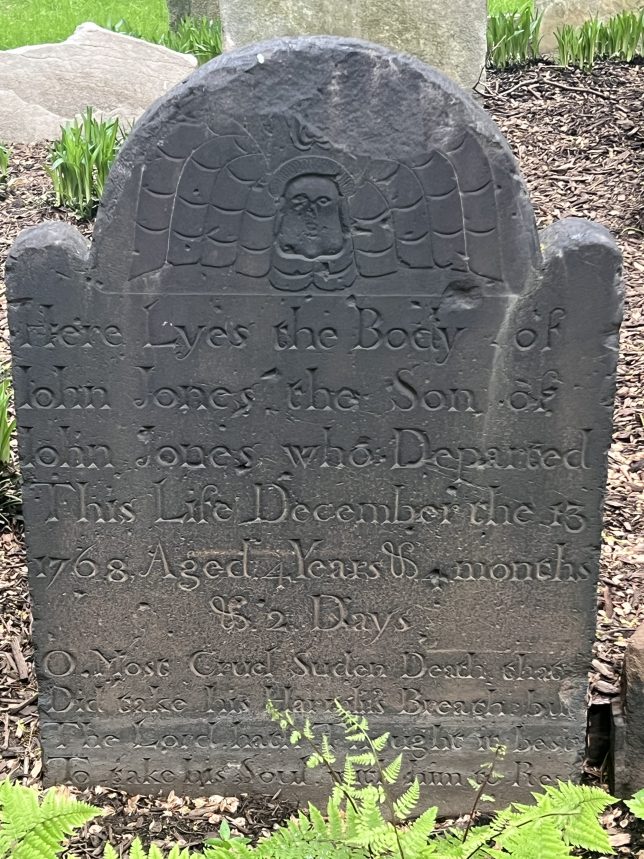 Here Lyes the Body of
John Jones the Son of
John Jones who Departed
This Life December the 13
1768, Aged 4 Years & 4 months
& 2 Days
O Most Cruel Suden Death that
Did take his Harmliss Breath but
The Lord hath Thought it best
To take his Soul with him to Rest